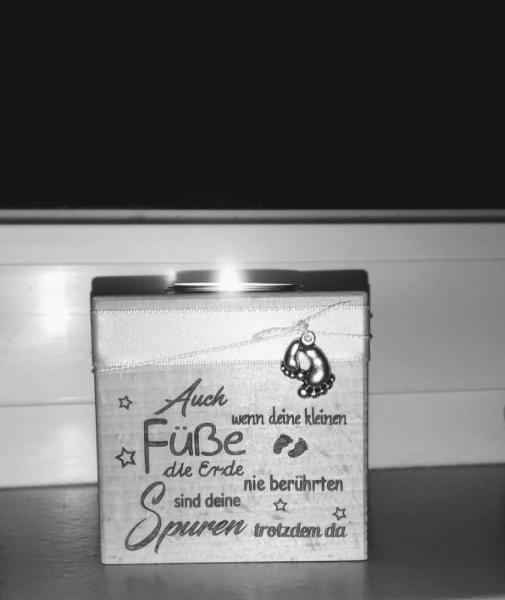 Auch
wenn deine kleinen
Füße
die Erde
nie berührten
sind deine
Spuren
trotzdem da